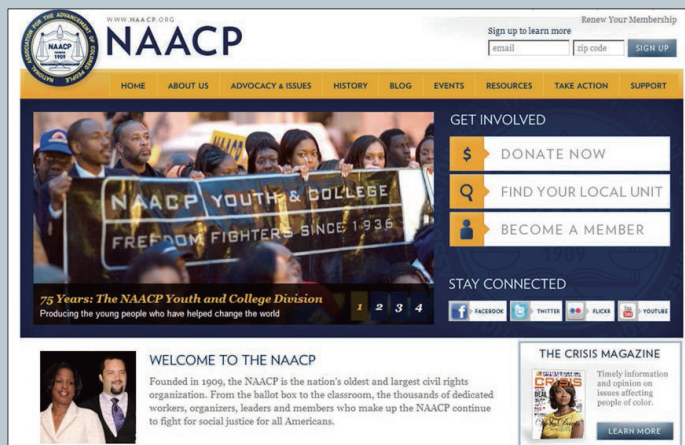 NATIONAL ASSOCIATION FOR THE ADVANCEMENT OF COLORED PEOPLE
NAACP
FOUNDED
1909
WWW.NAACP.ORG
NAACP
Renew Your Membership
Sign up to learn more
email
zip code
SIGN UP
HOME ABOUT US ADVOCACY & ISSUES HISTORY BLOG EVENTS RESOURCES TAKE ACTION SUPPORT
NAACP
NAACP YOUTH & COLLEGE
FREEDOM FIGHTERS SINCE 1936
75 Years: The NAACP Youth and College Division
Producing the young people who have helped change the world
1 2 3 4
GET INVOLVED
$ DONATE NOW
FIND YOUR LOCAL UNIT
BECOME A MEMBER
1909
STAY CONNECTED
f FACEBOOK TWITTER FLICKR You Tube YOUTUBE
WELCOME TO THE NAACP
Founded in 1909, the NAACP is the nation's oldest and largest civil rights
organization. From the ballot box to the classroom, the thousands of dedicated
workers, organizers, leaders and members who make up the NAACP continue
to fight for social justice for all Americans.
THE CRISIS MAGAZINE
CRISIS
Timely information
and opinion on
issues affecting
people of color.
LEARN MORE